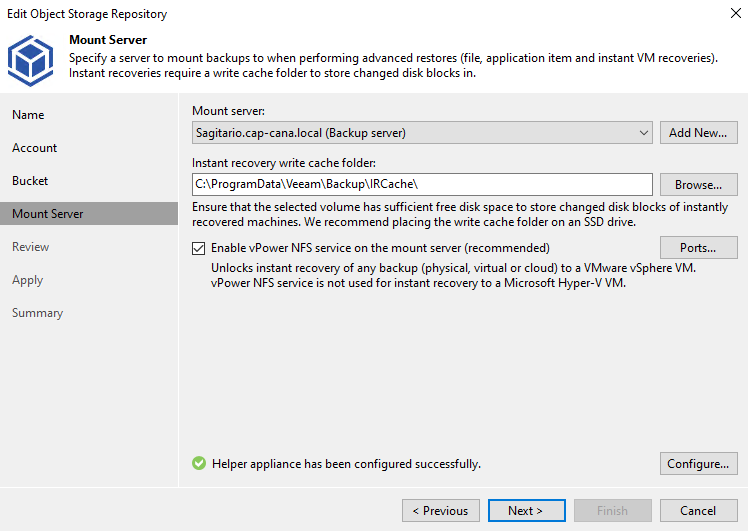 Edit Object Storage Repository
Mount Server
Specify a server to mount backups to when performing advanced restores (file, application item and instant VM recoveries).
Instant recoveries require a write cache folder to store changed disk blocks in.
Name
Account
Bucket
Mount Server
Review
Apply
Summary
Mount server:
Sagitario.cap-cana.local (Backup server)
Add New...
Instant recovery write cache folder:
C:\ProgramData\Veeam\Backup\IRCache\
Browse...
Ensure that the selected volume has sufficient free disk space to store changed disk blocks of instantly
recovered machines. We recommend placing the write cache folder on an SSD drive.
Enable vPower NFS service on the mount server (recommended)
Ports...
Unlocks instant recovery of any backup (physical, virtual or cloud) to a VMware vSphere VM.
vPower NFS service is not used for instant recovery to a Microsoft Hyper-V VM.
Helper appliance has been configured successfully.
Configure...
< Previous
Next >
Finish
Cancel